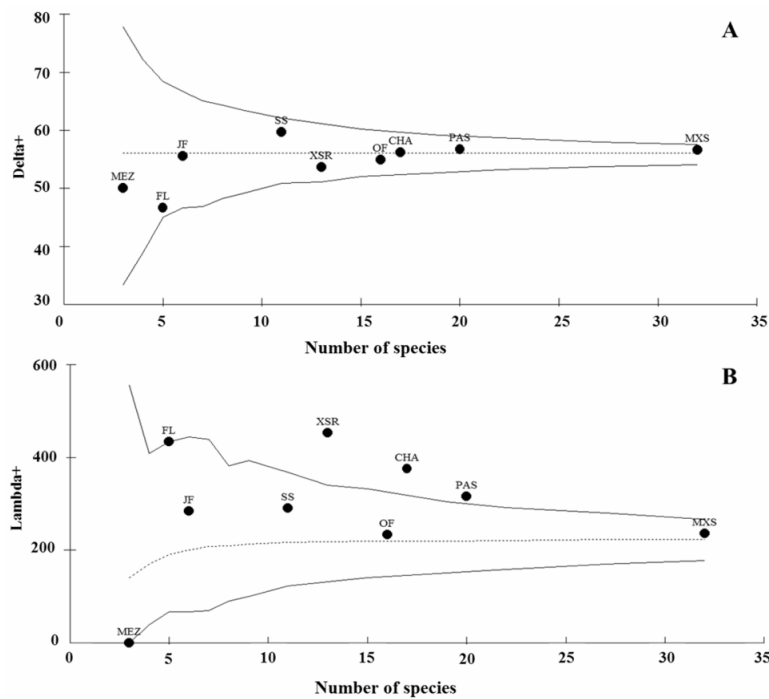 A
80
70
60
50
40
30
Delta+
MEZ
FL
JF
SS
XSR
OF
CHA
PAS
MXS
0
5
10
15
20
25
30
35
Number of species
B
600
400
200
0
Lambda+
MEZ
FL
JF
SS
XSR
OF
CHA
PAS
MXS
0
5
10
15
20
25
30
35
Number of species